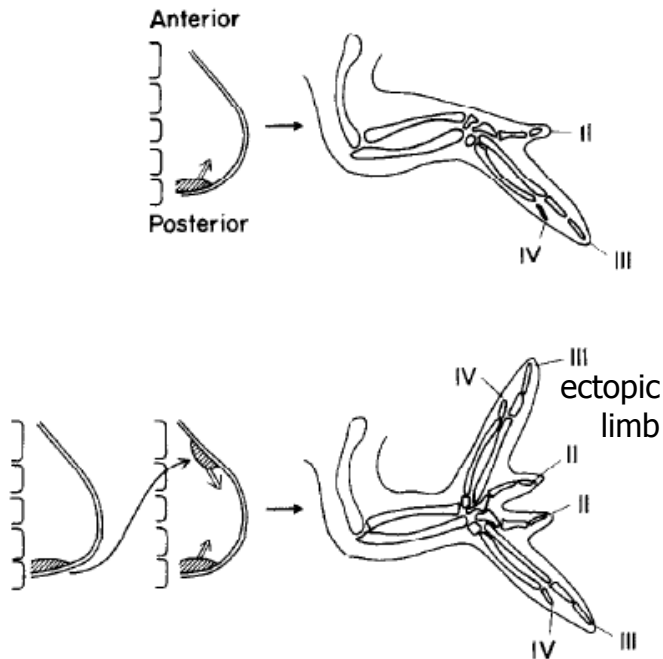 Anterior
Posterior
II
III
IV
III
IV
ectopic
limb
II
II
IV
III